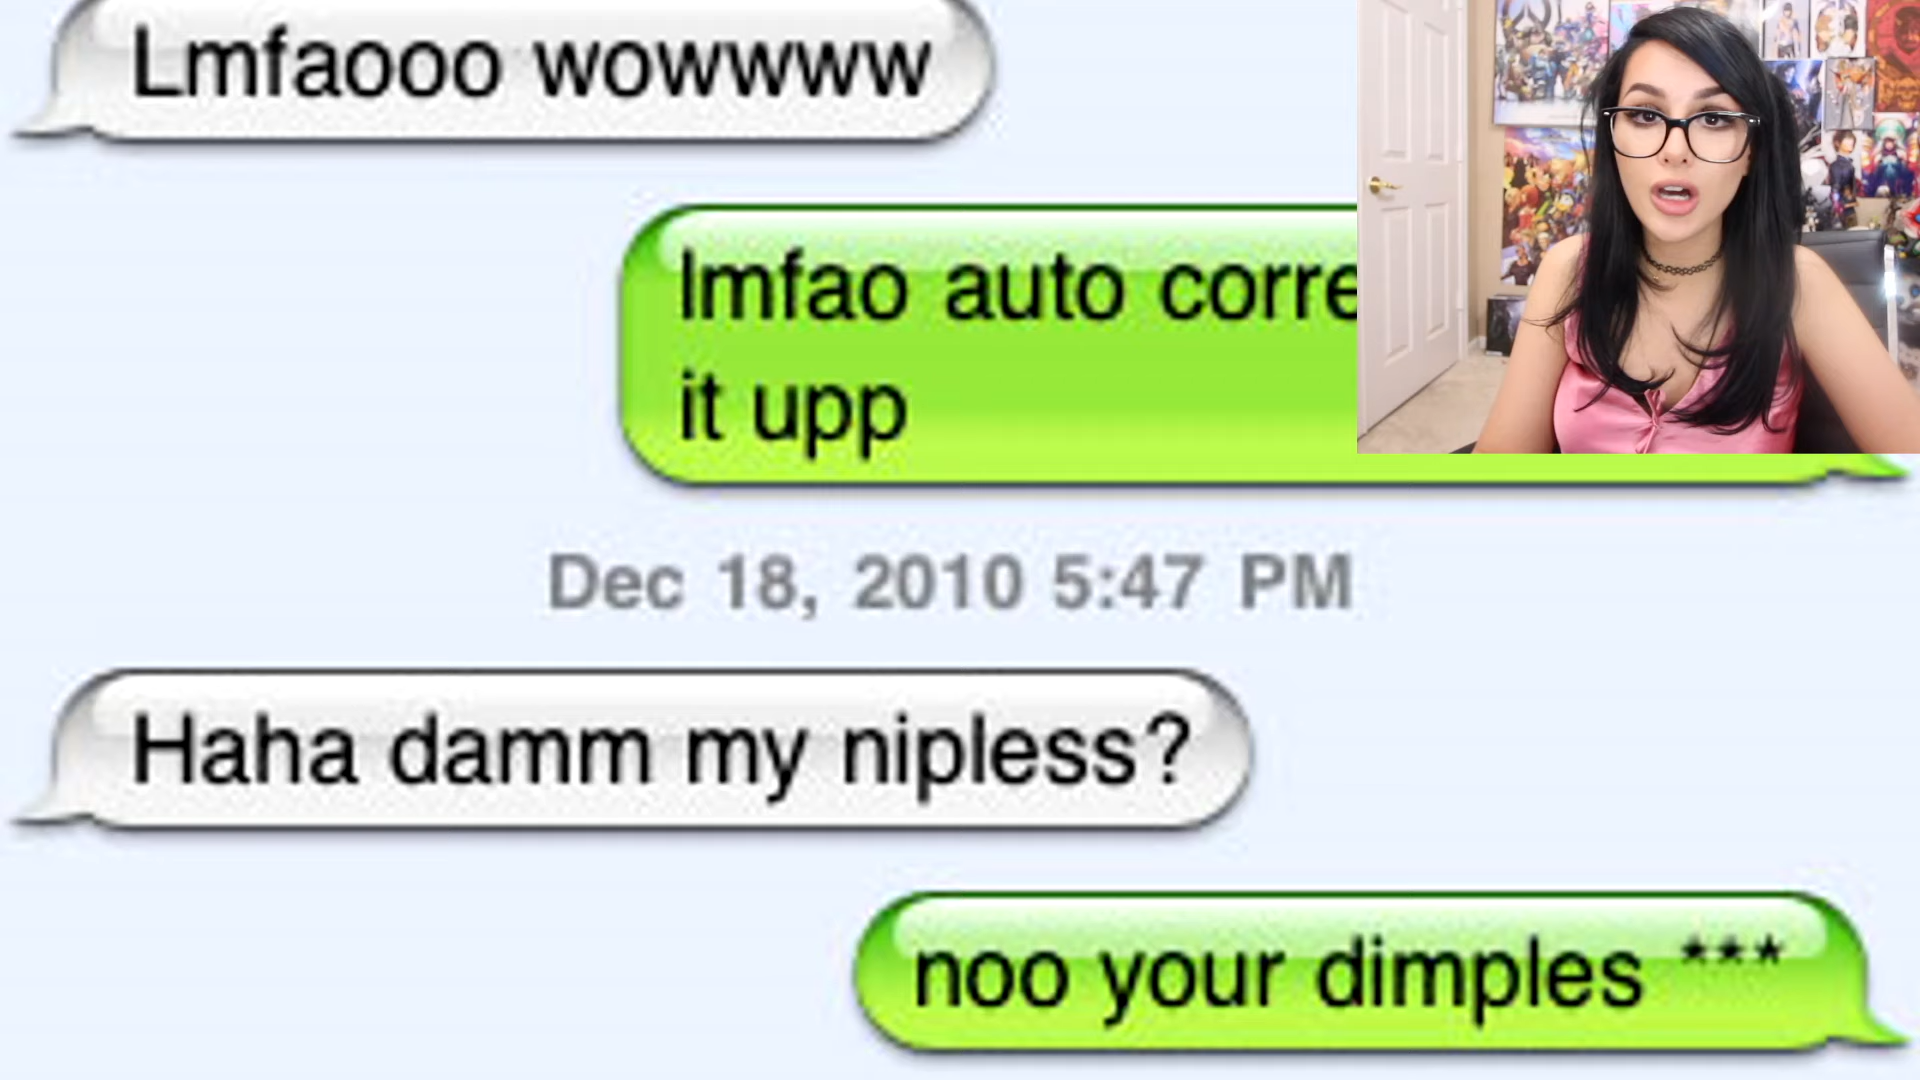 Lmfaooo wowwww
lmfao auto corre
it upp
Dec 18, 2010 5:47 PM
Haha damm my nipless?
noo your dimples ***